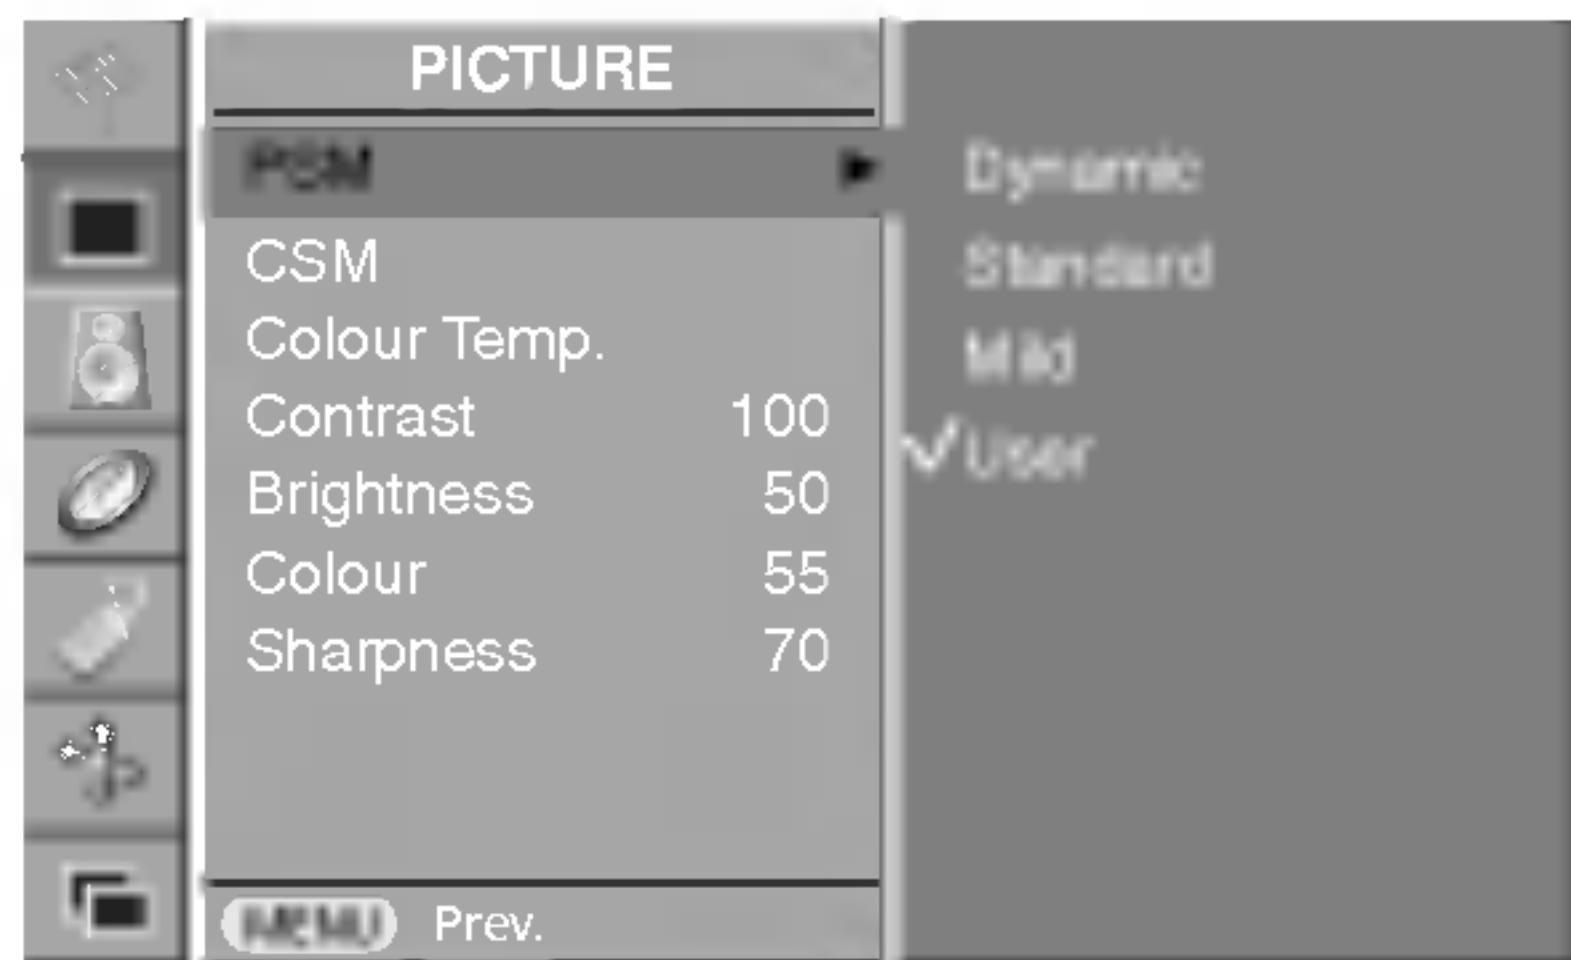 PICTURE
PSM
CSM
Colour Temp.
Contrast 100
Brightness 50
Colour 55
Sharpness 70
MENU Prev.
Dynamic
Standard
Mild
✓User